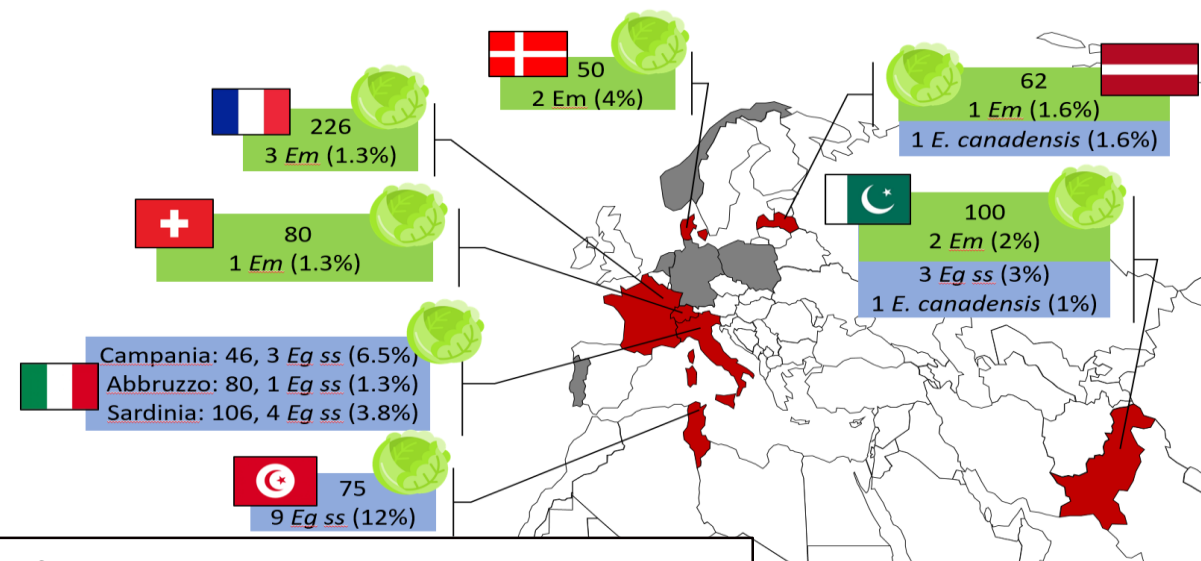 50
2 Em (4%)
62
1 Em (1.6%)
1 E. canadensis (1.6%)
226
3 Em (1.3%)
100
2 Em (2%)
3 Eg ss (3%)
1 E. canadensis (1%)
80
1 Em (1.3%)
Campania: 46, 3 Eg ss (6.5%)
Abbruzzo: 80, 1 Eg ss (1.3%)
Sardinia: 106, 4 Eg ss (3.8%)
75
9 Eg ss (12%)